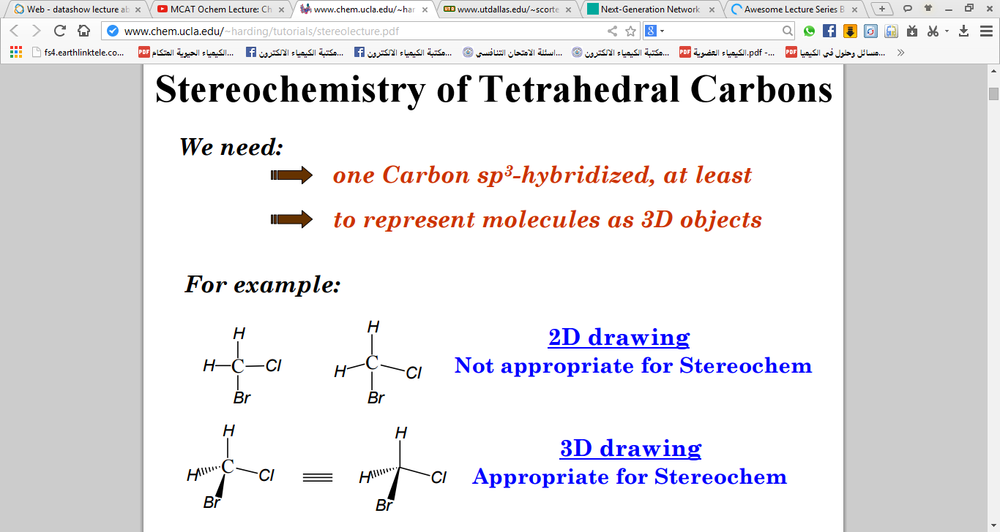 Web - datashow lecture ab
MCAT Ochem Lecture: Ch
www.chem.ucla.edu/~har
www.utdallas.edu/~scorte
Next-Generation Network
Awesome Lecture Series B
www.chem.ucla.edu/~harding/tutorials/stereolecture.pdf
fs4.earthlinktele.co...
PDF الكيمياء الحيوية المتكام...
مكتبة الكيمياء الالكترون...
مكتبة الكيمياء الالكترون...
اسئلة الامتحان التنافسي...
مكتبة الكيمياء الالكترون...
PDF الكيمياء العضوية.pdf -...
PDF مسائل وحلول في الكيميا...
Stereochemistry of Tetrahedral Carbons
We need:
one Carbon sp³-hybridized, at least
to represent molecules as 3D objects
For example:
H H
H C Cl H C Cl
Br Br
2D drawing
Not appropriate for Stereochem
H H
H C Cl H Cl
Br Br
3D drawing
Appropriate for Stereochem